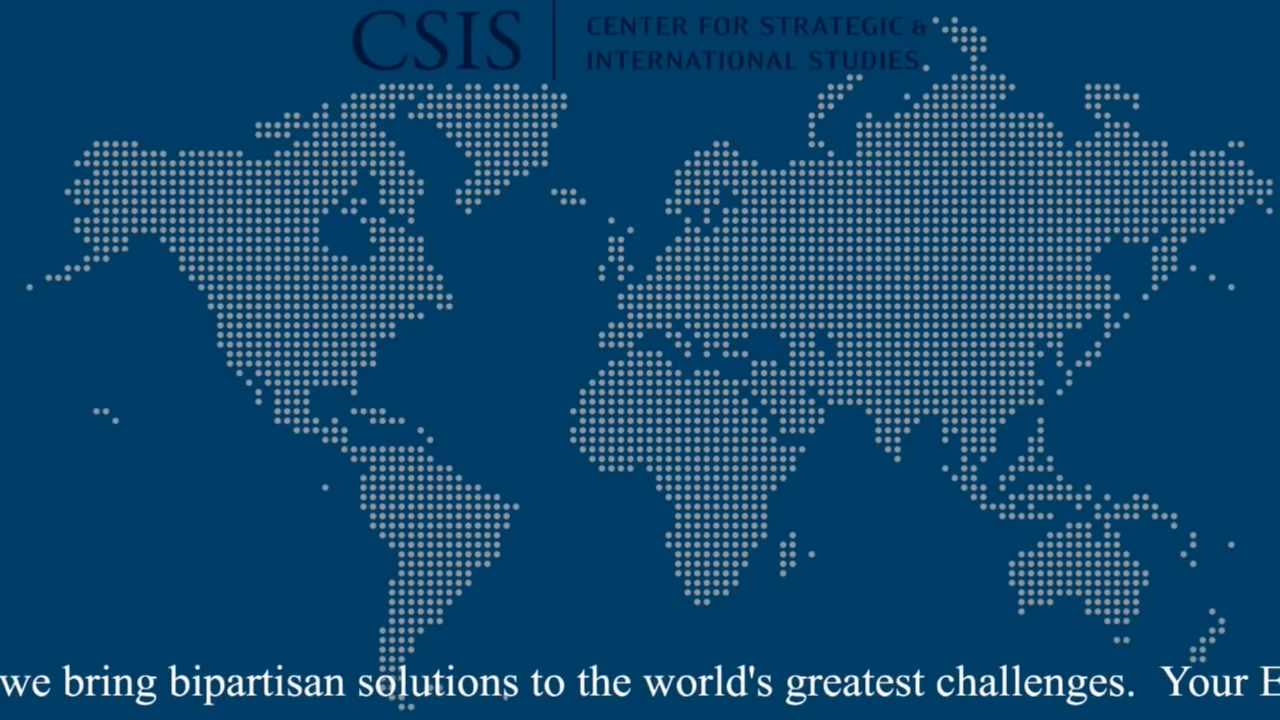 CSIS
CENTER FOR STRATEGIC &
INTERNATIONAL STUDIES
we bring bipartisan solutions to the world's greatest challenges. Your E